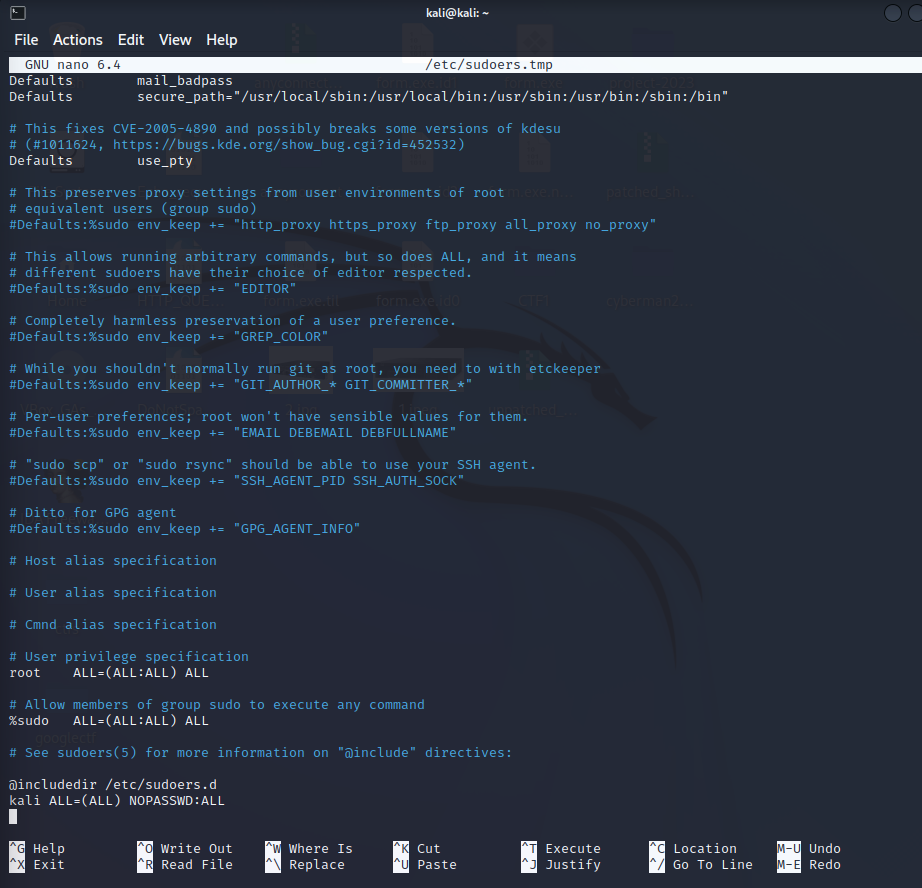 kali@kali: ~
File Actions Edit View Help
GNU nano 6.4 /etc/sudoers.tmp
Defaults        mail_badpass
Defaults        secure_path="/usr/local/sbin:/usr/local/bin:/usr/sbin:/usr/bin:/sbin:/bin"
# This fixes CVE-2005-4890 and possibly breaks some versions of kdesu
# (#1011624, https://bugs.kde.org/show_bug.cgi?id=452532)
Defaults        use_pty
# This preserves proxy settings from user environments of root
# equivalent users (group sudo)
#Defaults:%sudo env_keep += "http_proxy https_proxy ftp_proxy all_proxy no_proxy"
# This allows running arbitrary commands, but so does ALL, and it means
# different sudoers have their choice of editor respected.
#Defaults:%sudo env_keep += "EDITOR"
# Completely harmless preservation of a user preference.
#Defaults:%sudo env_keep += "GREP_COLOR"
# While you shouldn't normally run git as root, you need to with etckeeper
#Defaults:%sudo env_keep += "GIT_AUTHOR_* GIT_COMMITTER_*"
# Per-user preferences; root won't have sensible values for them.
#Defaults:%sudo env_keep += "EMAIL DEBEMAIL DEBFULLNAME"
# "sudo scp" or "sudo rsync" should be able to use your SSH agent.
#Defaults:%sudo env_keep += "SSH_AGENT_PID SSH_AUTH_SOCK"
# Ditto for GPG agent
#Defaults:%sudo env_keep += "GPG_AGENT_INFO"
# Host alias specification
# User alias specification
# Cmnd alias specification
# User privilege specification
root    ALL=(ALL:ALL) ALL
# Allow members of group sudo to execute any command
%sudo   ALL=(ALL:ALL) ALL
# See sudoers(5) for more information on "@include" directives:
@includedir /etc/sudoers.d
kali ALL=(ALL) NOPASSWD:ALL
^G Help ^O Write Out ^W Where Is ^K Cut ^T Execute ^C Location M-U Undo
^X Exit ^R Read File ^\ Replace ^U Paste ^J Justify ^/ Go To Line M-E Redo